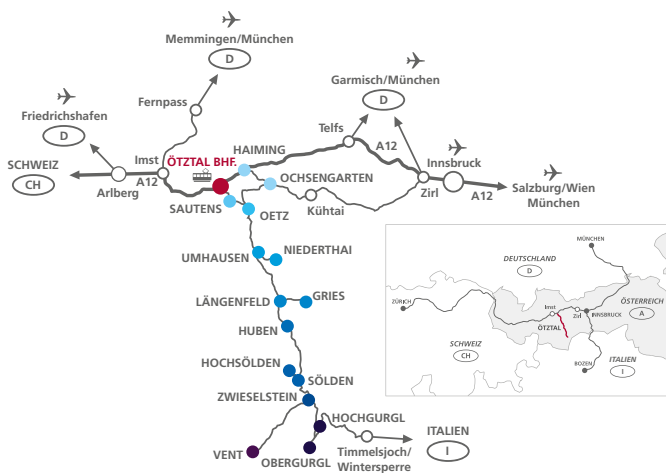 Memmingen/München
D
Garmisch/München
D
Friedrichshafen
D
Fernpass
Telfs
A12
HAIMING
Imst
ÖTZTAL BHF.
Innsbruck
SCHWEIZ
CH
A12
Arlberg
OCHSENGARTEN
Zirl
A12
Salzburg/Wien
München
Kühtai
SAUTENS
OETZ
UMHAUSEN
NIEDERTHAI
LÄNGENFELD
GRIES
HUBEN
HOCHSÖLDEN
SÖLDEN
ZWIESELSTEIN
HOCHGURGL
VENT
OBERGURGL
Timmelsjoch/
Wintersperre
ITALIEN
I
MÜNCHEN
DEUTSCHLAND
D
ZÜRICH
Imst
Zirl
INNSBRUCK
ÖSTERREICH
A
ÖTZTAL
SCHWEIZ
CH
ITALIEN
I
BOZEN